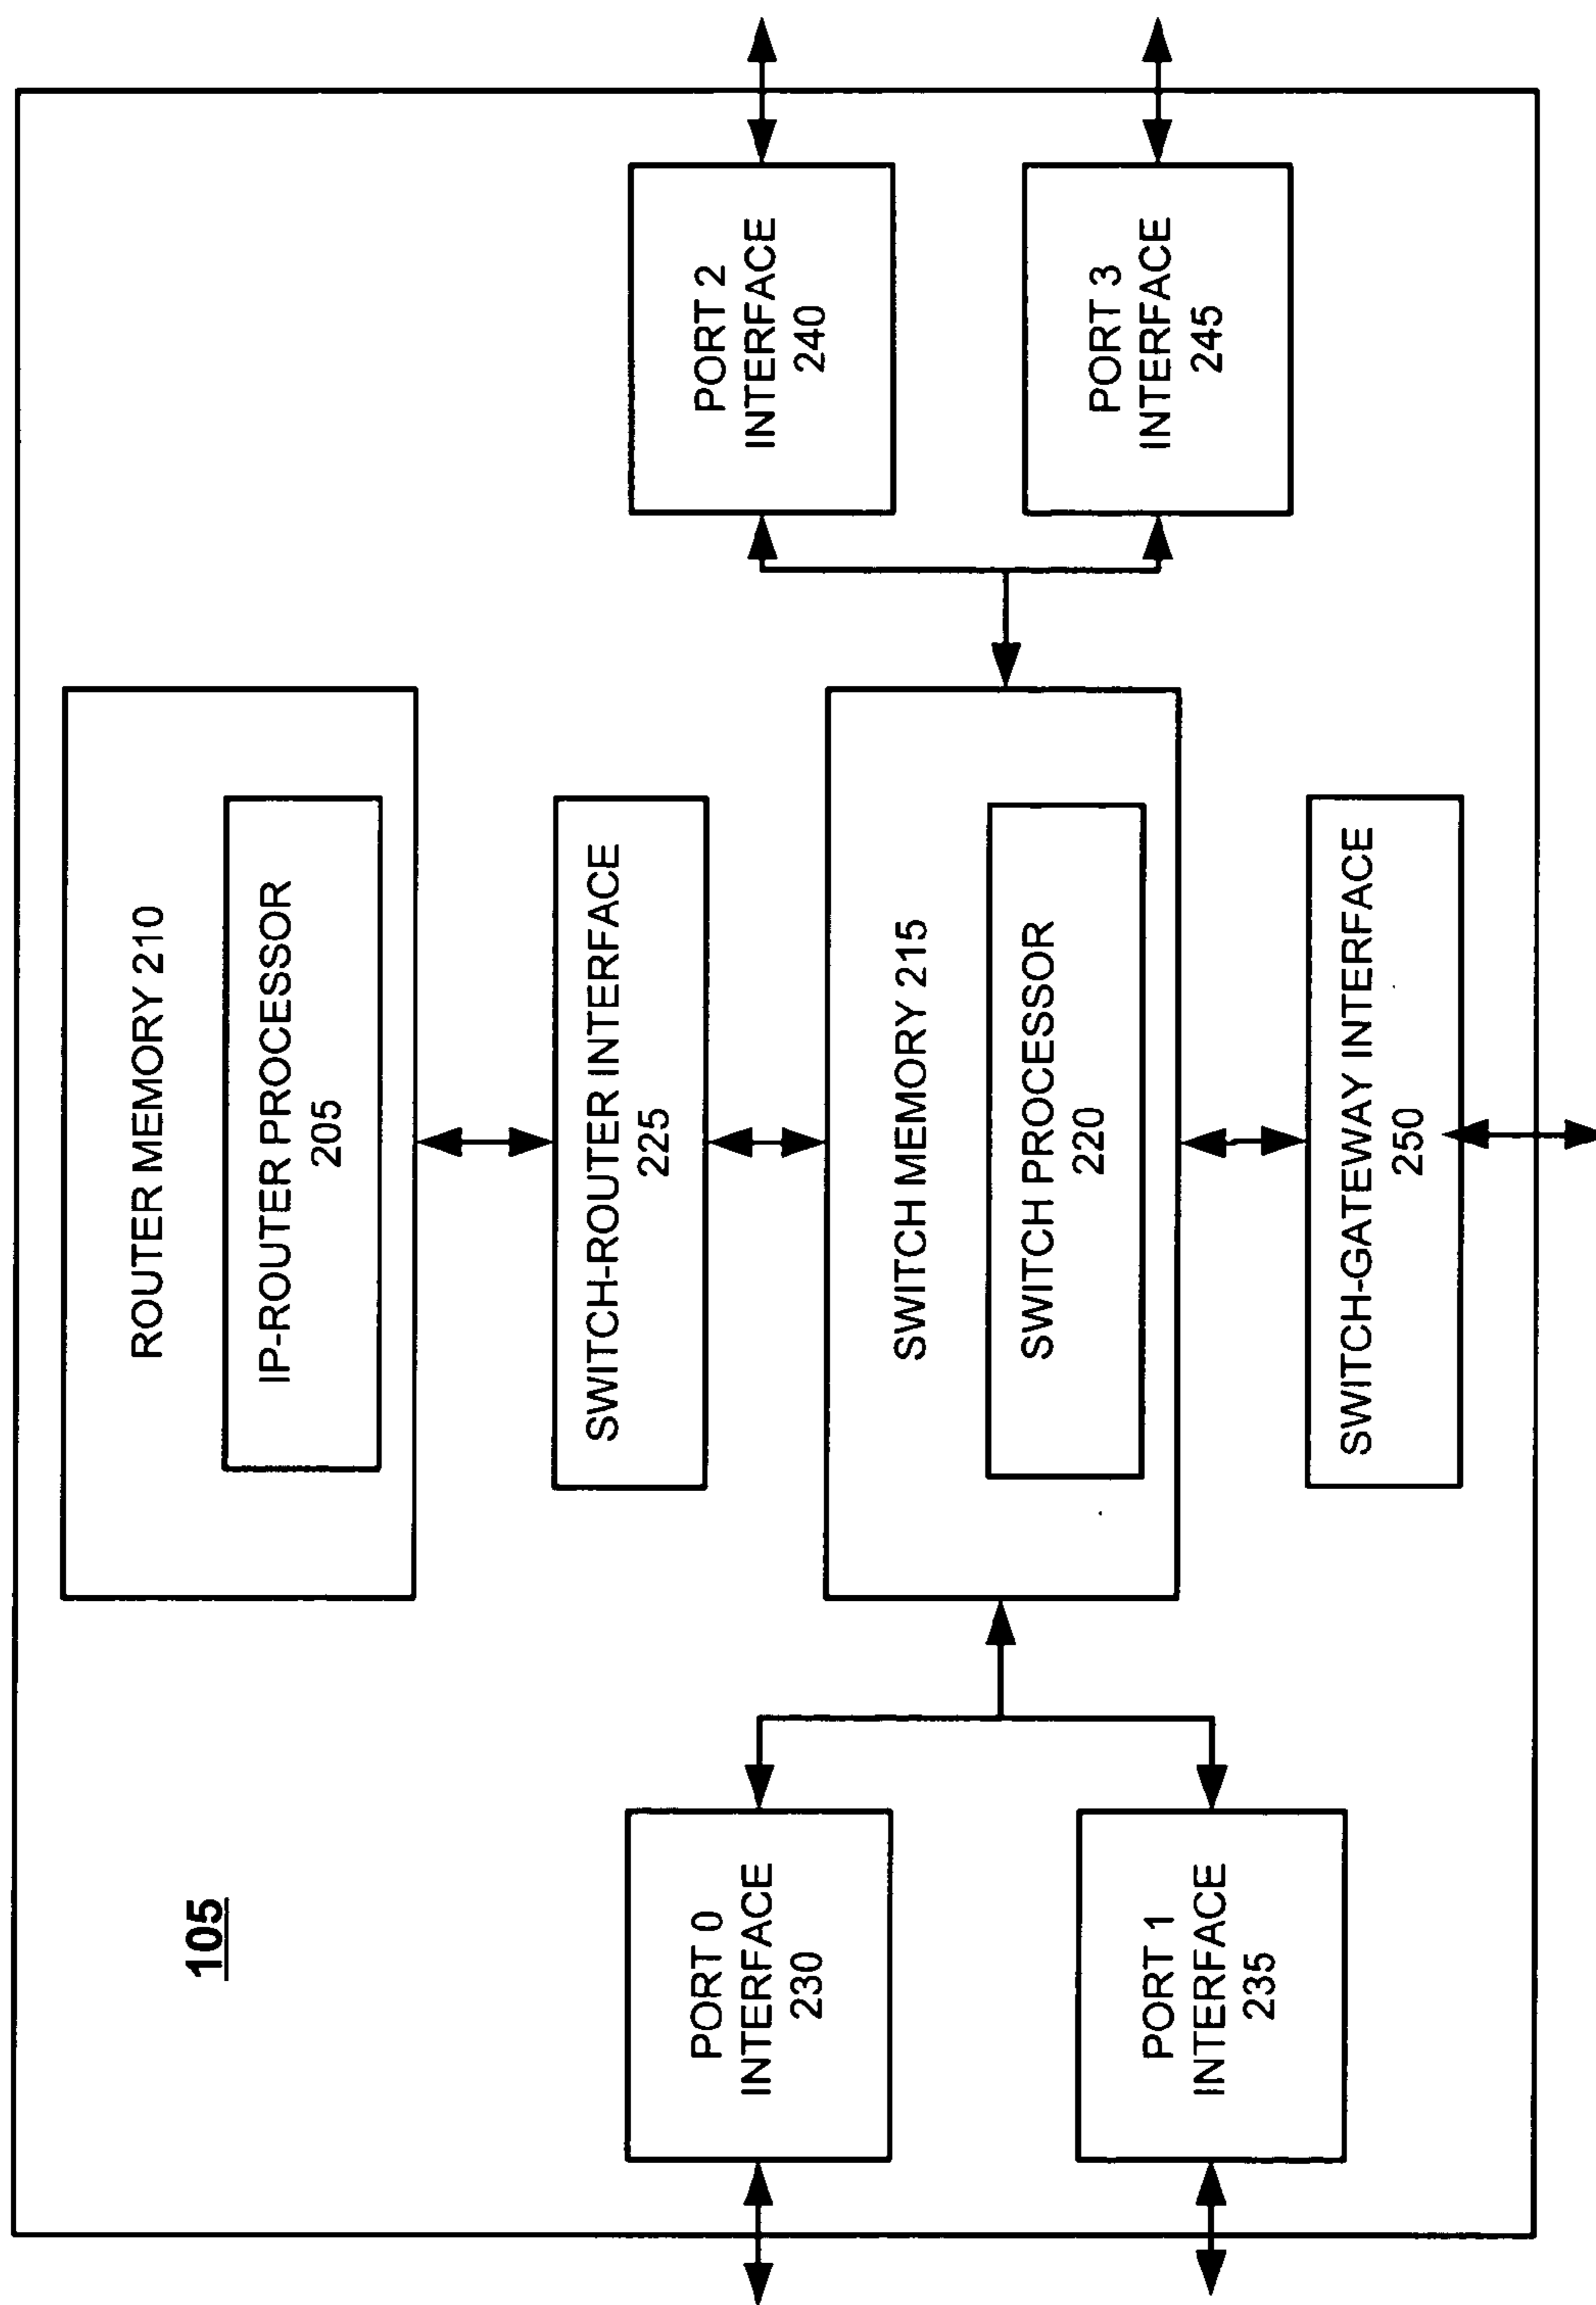 105
ROUTER MEMORY 210
IP-ROUTER PROCESSOR
205
SWITCH-ROUTER INTERFACE
225
PORT 0
INTERFACE
230
PORT 1
INTERFACE
235
SWITCH MEMORY 215
SWITCH PROCESSOR
220
PORT 2
INTERFACE
240
PORT 3
INTERFACE
245
SWITCH-GATEWAY INTERFACE
250